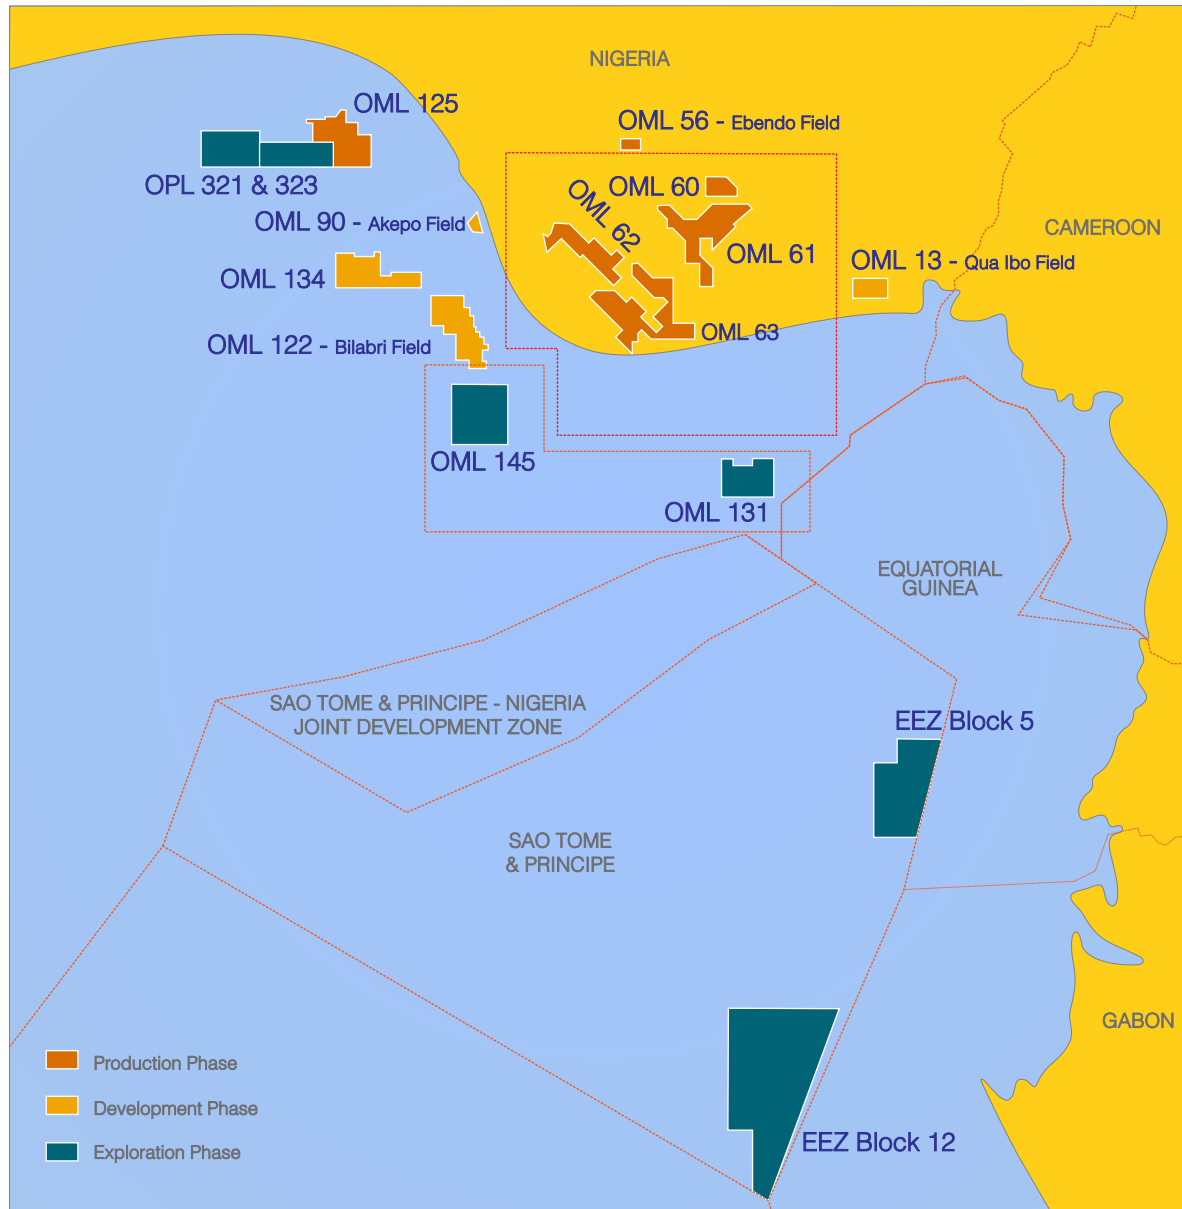 NIGERIA
OML 125
OML 56 - Ebendo Field
OPL 321 & 323
OML 60
OML 62
OML 90 - Akepo Field
CAMEROON
OML 61
OML 13 - Qua Ibo Field
OML 134
OML 63
OML 122 - Bilabri Field
OML 145
OML 131
EQUATORIAL
GUINEA
SAO TOME & PRINCIPE - NIGERIA
JOINT DEVELOPMENT ZONE
EEZ Block 5
SAO TOME
& PRINCIPE
GABON
Production Phase
Development Phase
Exploration Phase
EEZ Block 12